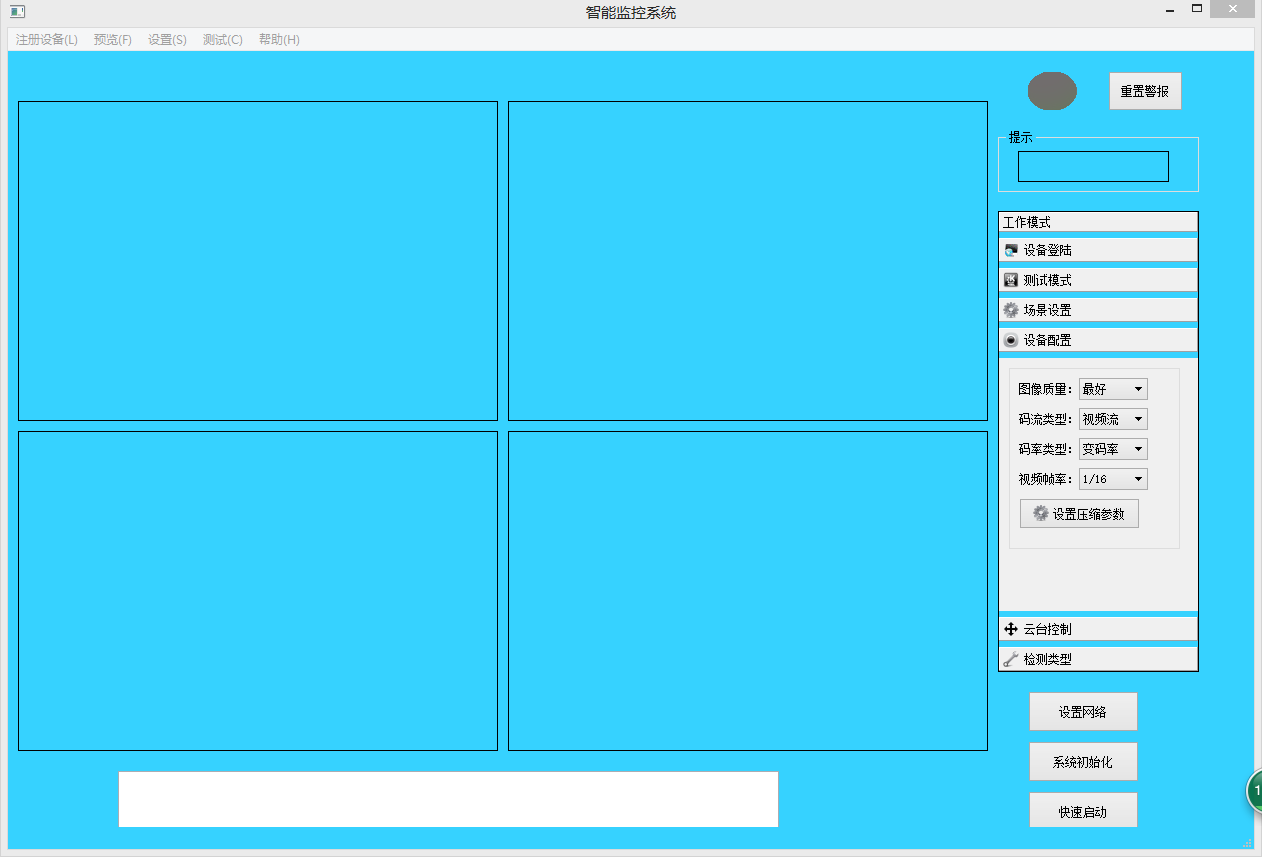 智能监控系统
注册设备(L) 预览(F) 设置(S) 测试(C) 帮助(H)
重置警报
提示
工作模式
设备登陆
测试模式
场景设置
设备配置
图像质量: 最好
码流类型: 视频流
码率类型: 变码率
视频帧率: 1/16
设置压缩参数
云台控制
检测类型
设置网络
系统初始化
快速启动